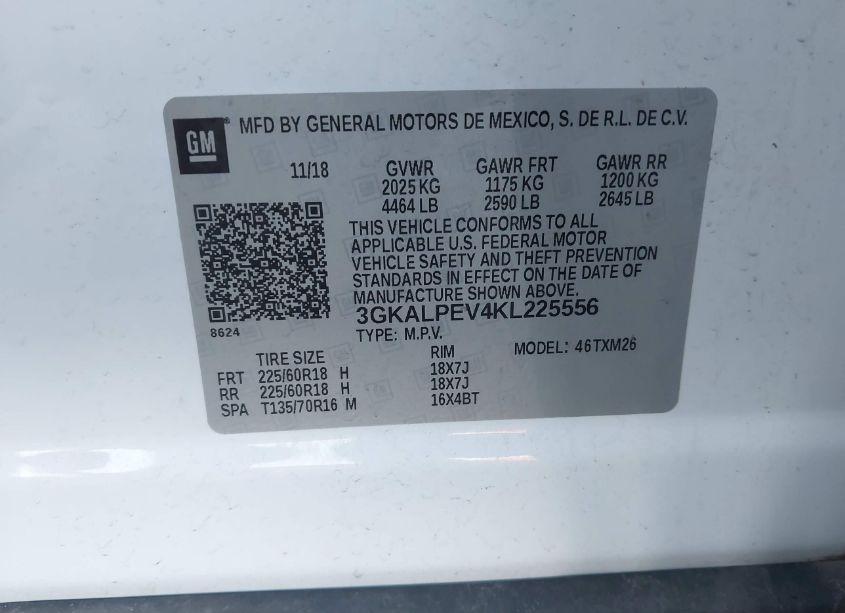 GM
MFD BY GENERAL MOTORS DE MEXICO, S. DE R.L. DE C.V.
11/18 GVWR GAWR FRT GAWR RR
2025 KG 1175 KG 1200 KG
4464 LB 2590 LB 2645 LB
THIS VEHICLE CONFORMS TO ALL
APPLICABLE U.S. FEDERAL MOTOR
VEHICLE SAFETY AND THEFT PREVENTION
STANDARDS IN EFFECT ON THE DATE OF
MANUFACTURE SHOWN ABOVE.
3GKALPEV4KL225556
8624
TYPE: M.P.V.
TIRE SIZE RIM MODEL: 46TXM26
FRT 225/60R18 H 18X7J
RR 225/60R18 H 18X7J
SPA T135/70R16 M 16X4BT